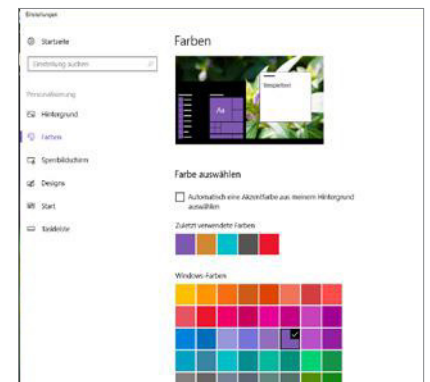 Einstellungen
Startseite
Einstellung suchen
Personalisierung
Hintergrund
Farben
Sperrbildschirm
Designs
Start
Taskleiste
Farben
Aa
Beispieltext
Farbe auswählen
Automatisch eine Akzentfarbe aus meinem Hintergrund
auswählen
Zuletzt verwendete Farben
Windows-Farben